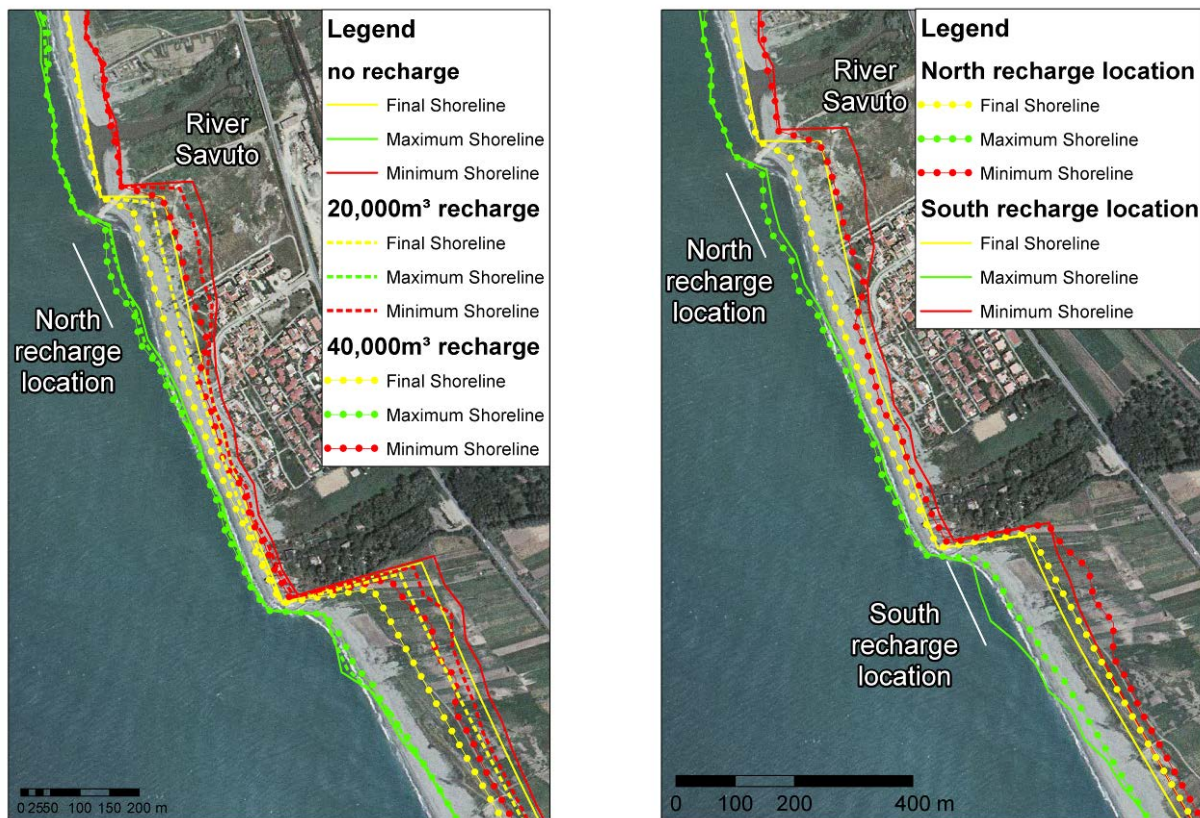 Legend
no recharge
Final Shoreline
Maximum Shoreline
Minimum Shoreline
20,000m³ recharge
Final Shoreline
Maximum Shoreline
Minimum Shoreline
40,000m³ recharge
Final Shoreline
Maximum Shoreline
Minimum Shoreline
River
Savuto
North
recharge
location
0 25 50 100 150 200 m
Legend
North recharge location
Final Shoreline
Maximum Shoreline
Minimum Shoreline
South recharge location
Final Shoreline
Maximum Shoreline
Minimum Shoreline
River
Savuto
North
recharge
location
South
recharge
location
0 100 200 400 m